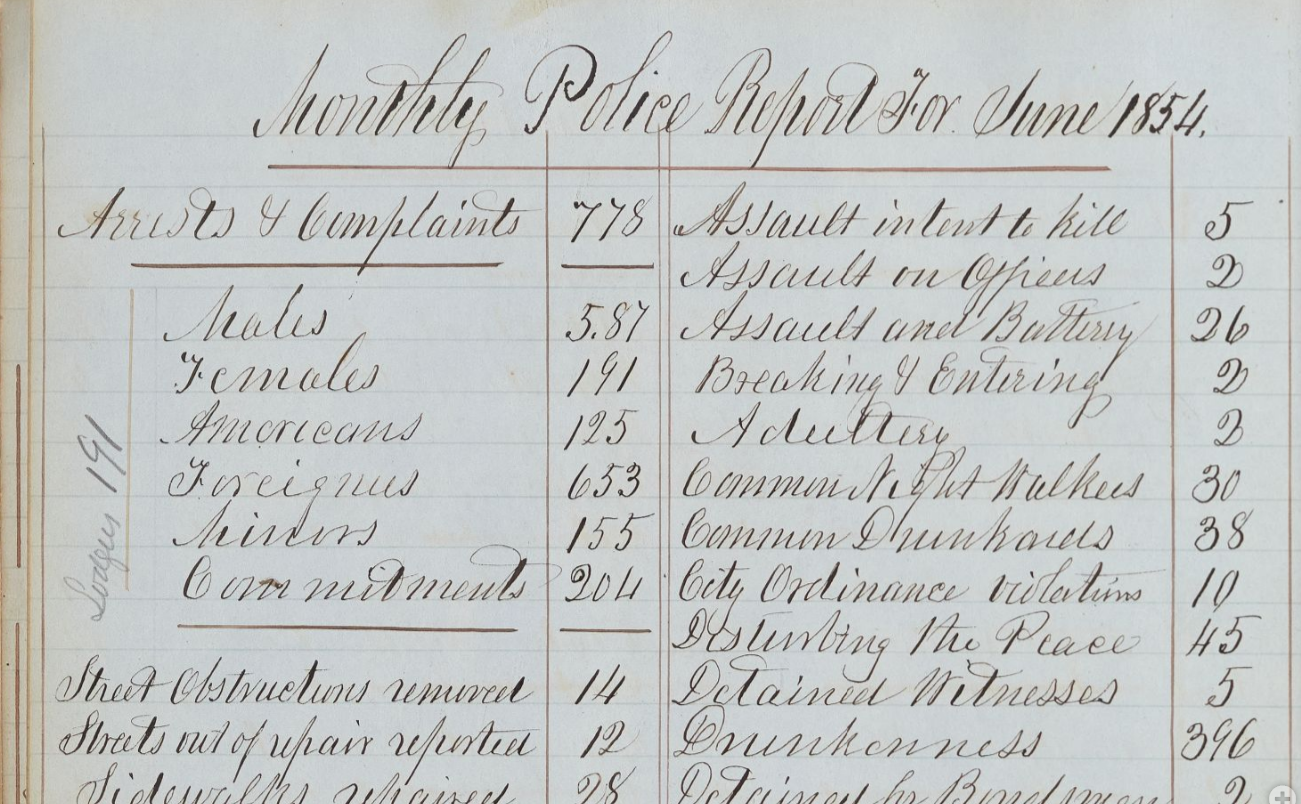 Monthly Police Report For June 1854.
Arrests & Complaints 778
Males 587
Females 191
Americans 125
Foreigners 653
Minors 155
Commitments 204
Street Obstructions removed 14
Streets out of repair reported 12
Sidewalks repaired 28
Lodgers 191
Assault intent to kill 5
Assault on Officers 2
Assault and Battery 26
Breaking & Entering 2
Adultery 2
Common Night Walkers 30
Common Drunkards 38
City Ordinance violations 10
Disturbing the Peace 45
Detained Witnesses 5
Drunkenness 396
Detained for Bondsman 2